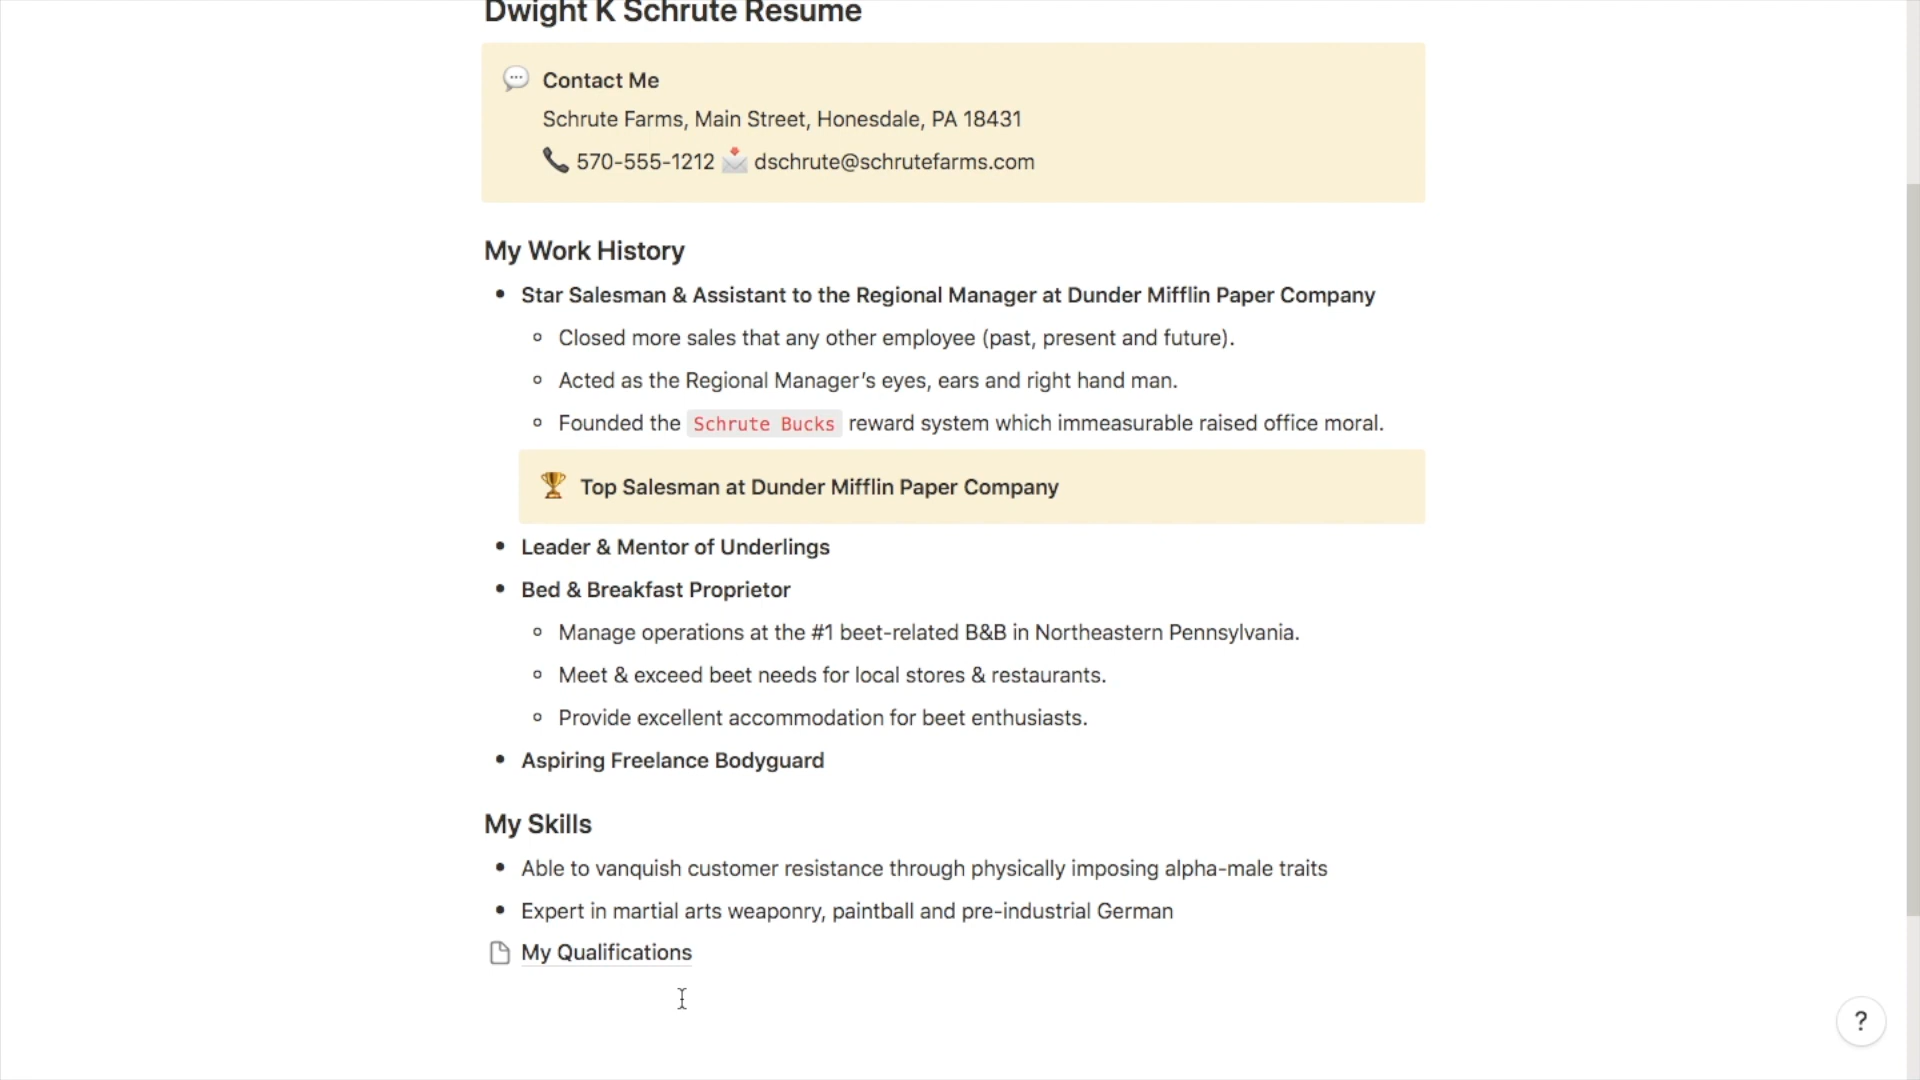 Dwight K Schrute Resume
Contact Me
Schrute Farms, Main Street, Honesdale, PA 18431
570-555-1212 dschrute@schrutefarms.com
My Work History
Star Salesman & Assistant to the Regional Manager at Dunder Mifflin Paper Company
Closed more sales that any other employee (past, present and future).
Acted as the Regional Manager’s eyes, ears and right hand man.
Founded the Schrute Bucks reward system which immeasurable raised office moral.
Top Salesman at Dunder Mifflin Paper Company
Leader & Mentor of Underlings
Bed & Breakfast Proprietor
Manage operations at the #1 beet-related B&B in Northeastern Pennsylvania.
Meet & exceed beet needs for local stores & restaurants.
Provide excellent accommodation for beet enthusiasts.
Aspiring Freelance Bodyguard
My Skills
Able to vanquish customer resistance through physically imposing alpha-male traits
Expert in martial arts weaponry, paintball and pre-industrial German
My Qualifications
?